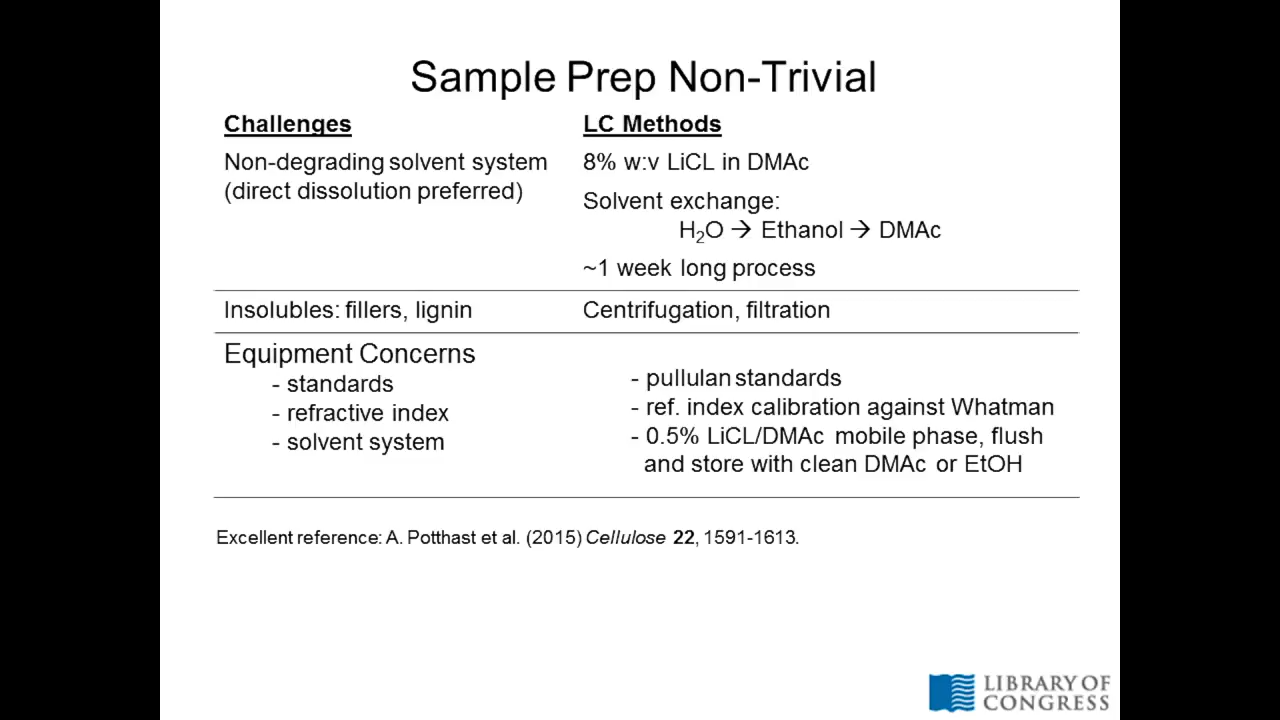 Sample Prep Non-Trivial
Challenges
LC Methods
Non-degrading solvent system
(direct dissolution preferred)
8% w:v LiCL in DMAc
Solvent exchange:
H₂O → Ethanol → DMAc
~1 week long process
Insolubles: fillers, lignin
Centrifugation, filtration
Equipment Concerns
- standards
- refractive index
- solvent system
- pullulan standards
- ref. index calibration against Whatman
- 0.5% LiCL/DMAc mobile phase, flush
and store with clean DMAc or EtOH
Excellent reference: A. Potthast et al. (2015) Cellulose 22, 1591-1613.
LIBRARY OF
CONGRESS